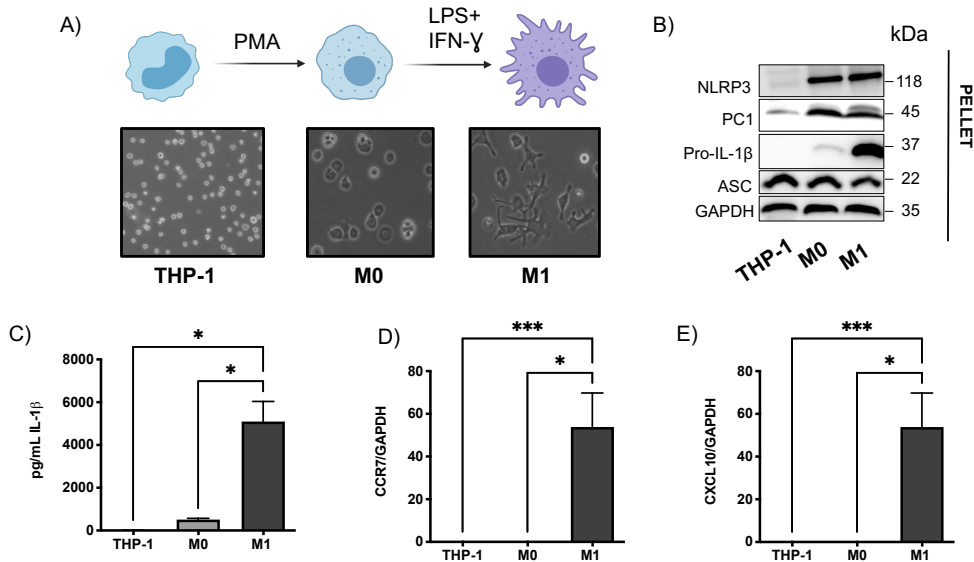 A)
PMA
LPS+
IFN-Ɣ
THP-1
M0
M1
B)
kDa
NLRP3
118
PC1
45
Pro-IL-1β
37
ASC
22
GAPDH
35
THP-1
M0
M1
PELLET
C)
*
*
8000
6000
4000
2000
0
pg/mL IL-1β
THP-1
M0
M1
D)
***
*
80
60
40
20
0
CCR7/GAPDH
THP-1
M0
M1
E)
***
*
80
60
40
20
0
CXCL10/GAPDH
THP-1
M0
M1